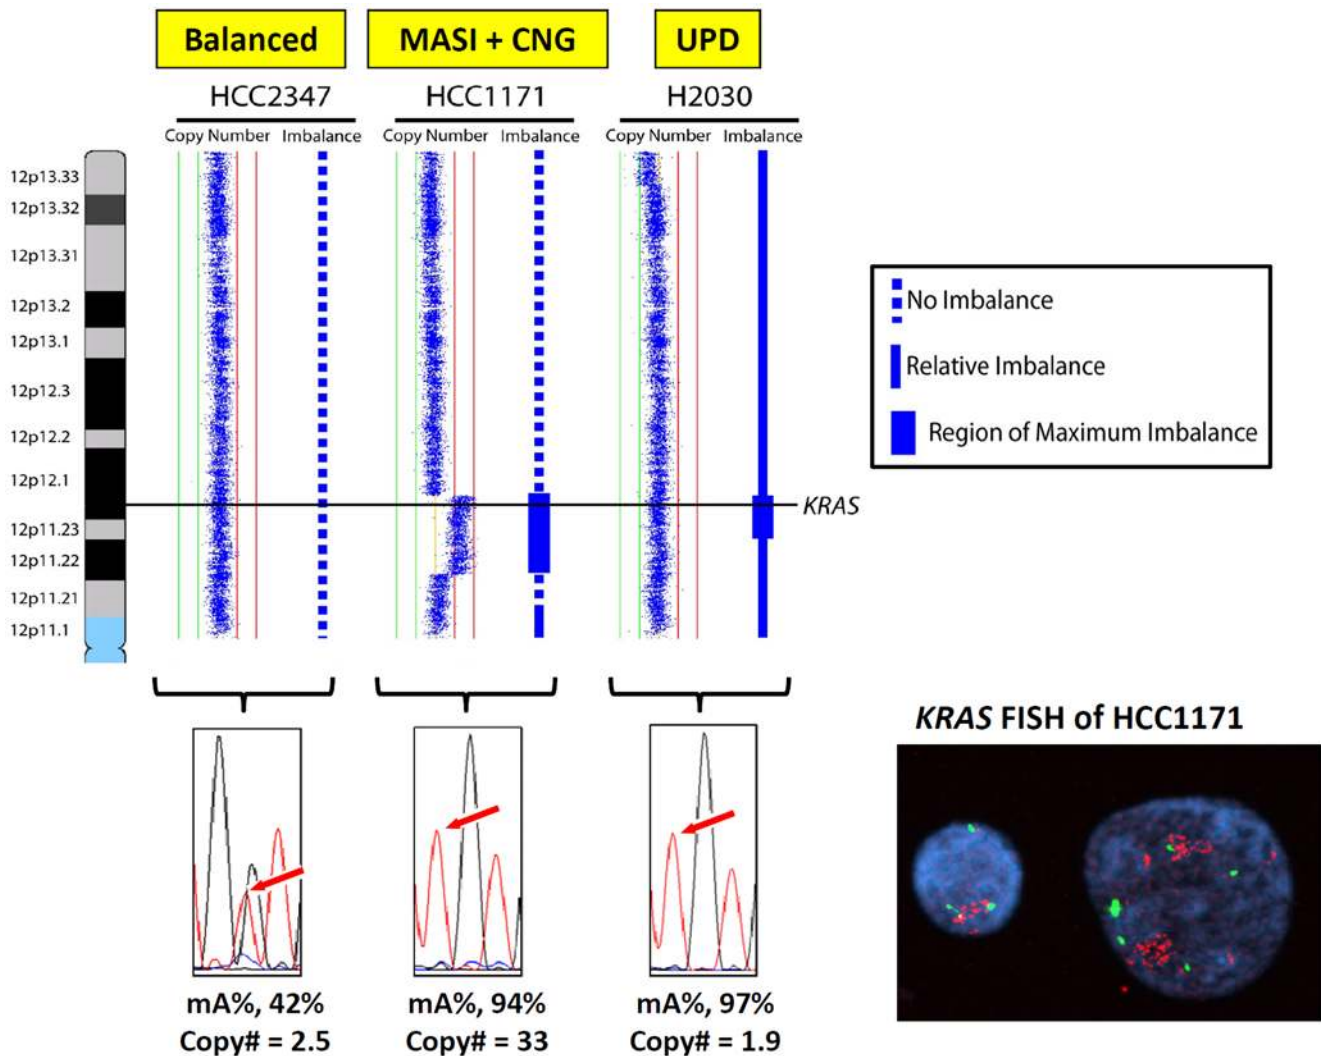 Balanced
MASI + CNG
UPD
HCC2347
HCC1171
H2030
Copy Number Imbalance
Copy Number Imbalance
Copy Number Imbalance
12p13.33
12p13.32
12p13.31
12p13.2
12p13.1
12p12.3
12p12.2
12p12.1
12p11.23
12p11.22
12p11.21
12p11.1
KRAS
No Imbalance
Relative Imbalance
Region of Maximum Imbalance
mA%, 42%
Copy# = 2.5
mA%, 94%
Copy# = 33
mA%, 97%
Copy# = 1.9
KRAS FISH of HCC1171